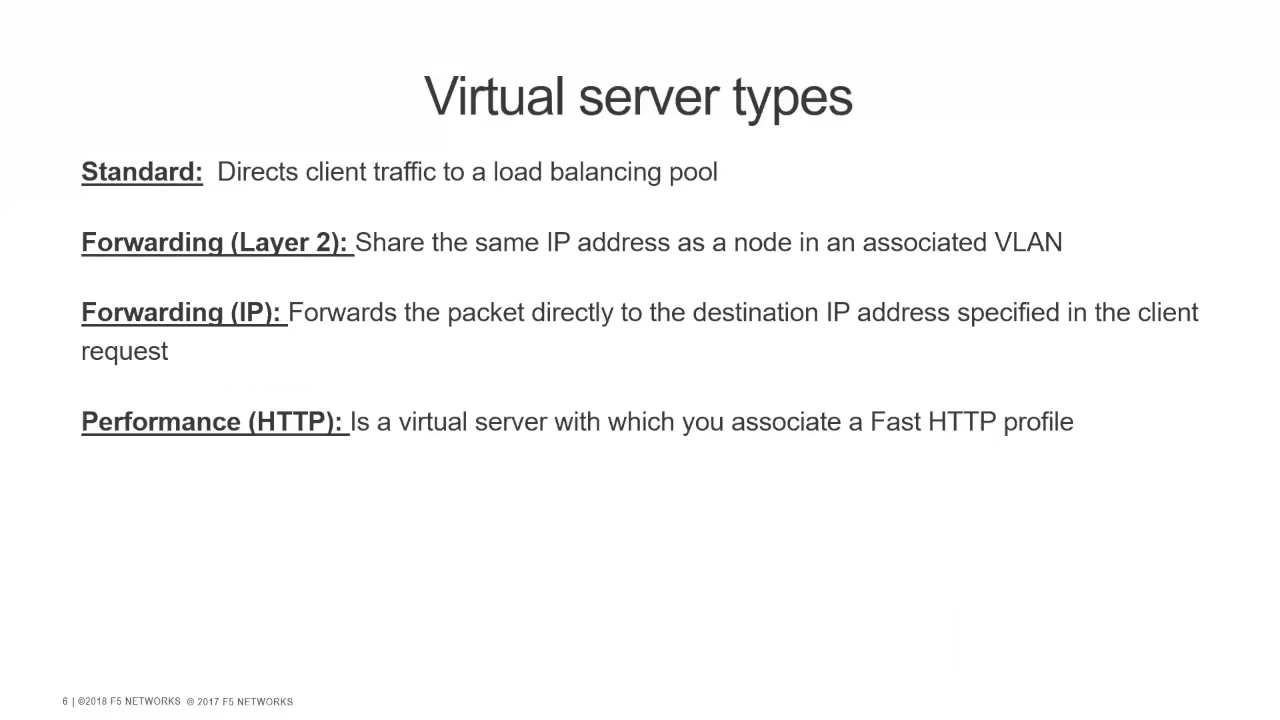 Virtual server types
Standard: Directs client traffic to a load balancing pool
Forwarding (Layer 2): Share the same IP address as a node in an associated VLAN
Forwarding (IP): Forwards the packet directly to the destination IP address specified in the client
request
Performance (HTTP): Is a virtual server with which you associate a Fast HTTP profile
6 | ©2018 F5 NETWORKS © 2017 F5 NETWORKS